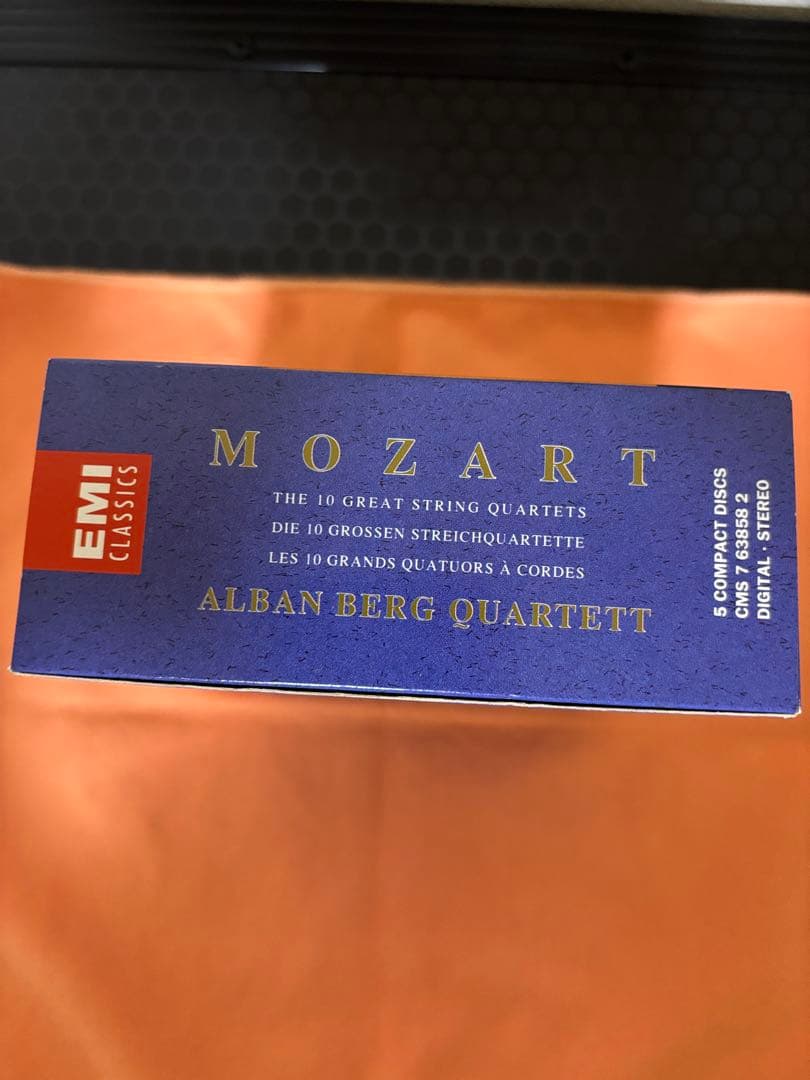 EMI
CLASSICS
MOZART
THE 10 GREAT STRING QUARTETS
DIE 10 GROSSEN STREICHQUARTETTE
LES 10 GRANDS QUATUORS À CORDES
ALBAN BERG QUARTETT
5 COMPACT DISCS
CMS 7 63858 2
DIGITAL · STEREO